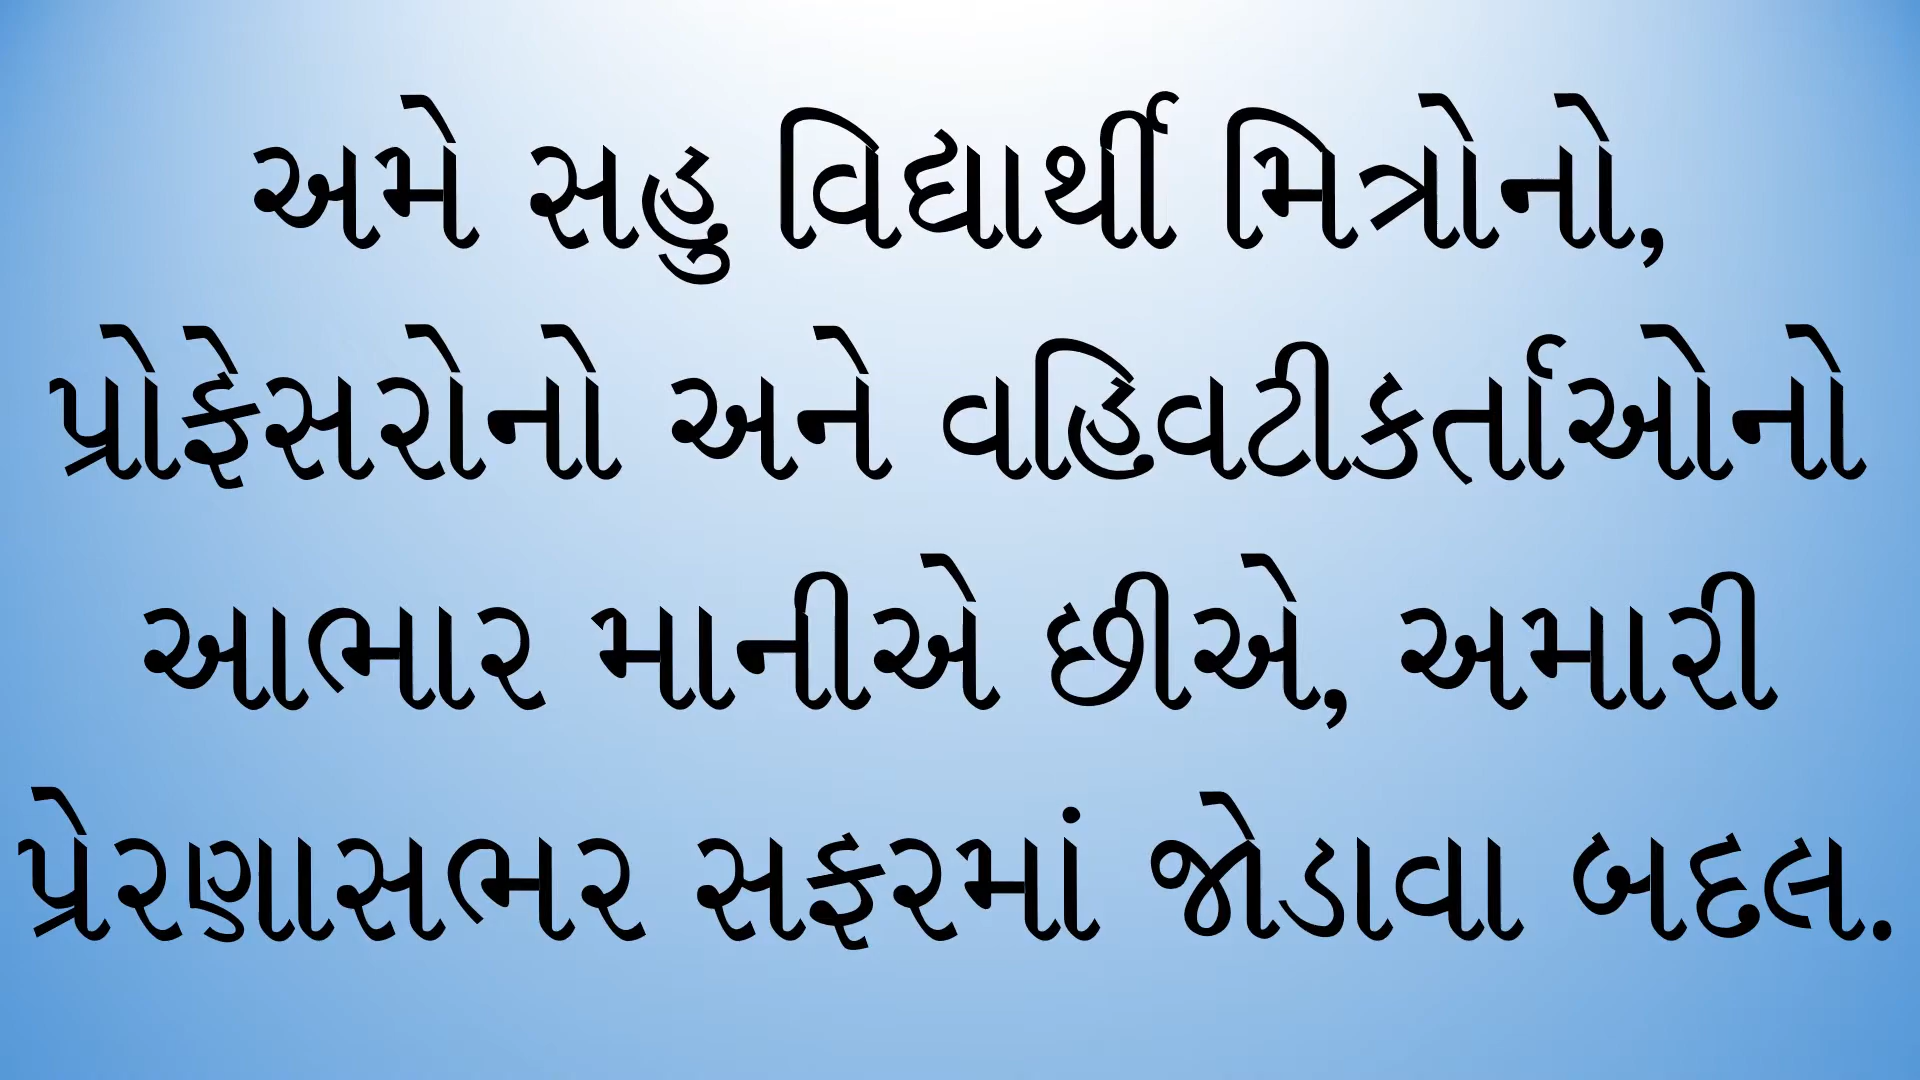 અમે સહુ વિદ્યાર્થી મિત્રોનો,
પ્રોફેસરોનો અને વહિવટીકર્તાઓનો
આભાર માનીએ છીએ, અમારી
પ્રેરણાસભર સફરમાં જોડાવા બદલ.